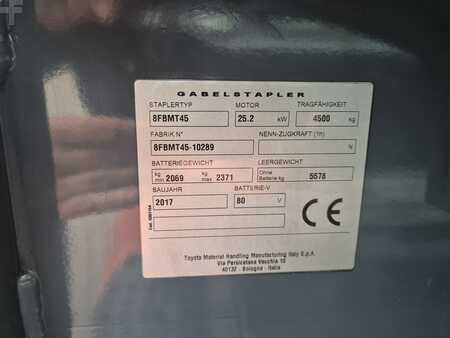 GABELSTAPLER
STAPLERTYP MOTOR TRAGFÄHIGKEIT
8FBMT45 25.2 kW 4500 kg
FABRIK N° NENN-ZUGKRAFT (1h)
8FBMT45-10289 N
BATTERIEGEWICHT LEERGEWICHT
kg min 2069 kg max 2371 Ohne Batterie kg 5578
BAUJAHR BATTERIE-V
2017 80 V
CE
Toyota Material Handling Manufacturing Italy S.p.A.
Via Persicetana Vecchia 10
40132 - Bologna - Italia